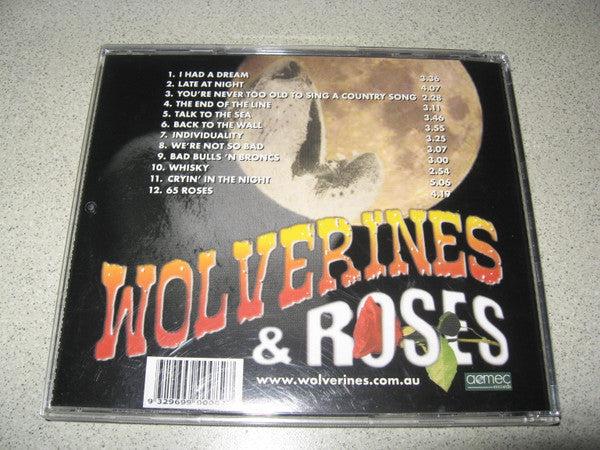 1. I HAD A DREAM 3.36
2. LATE AT NIGHT 4.07
3. YOU'RE NEVER TOO OLD TO SING A COUNTRY SONG 2.28
4. THE END OF THE LINE 3.11
5. TALK TO THE SEA 3.46
6. BACK TO THE WALL 3.55
7. INDIVIDUALITY 3.25
8. WE'RE NOT SO BAD 3.07
9. BAD BULLS 'N BRONCS 3.00
10. WHISKY 2.54
11. CRYIN' IN THE NIGHT 5.06
12. 65 ROSES 4.19
WOLVERINES
& ROSES
www.wolverines.com.au
aemec
records